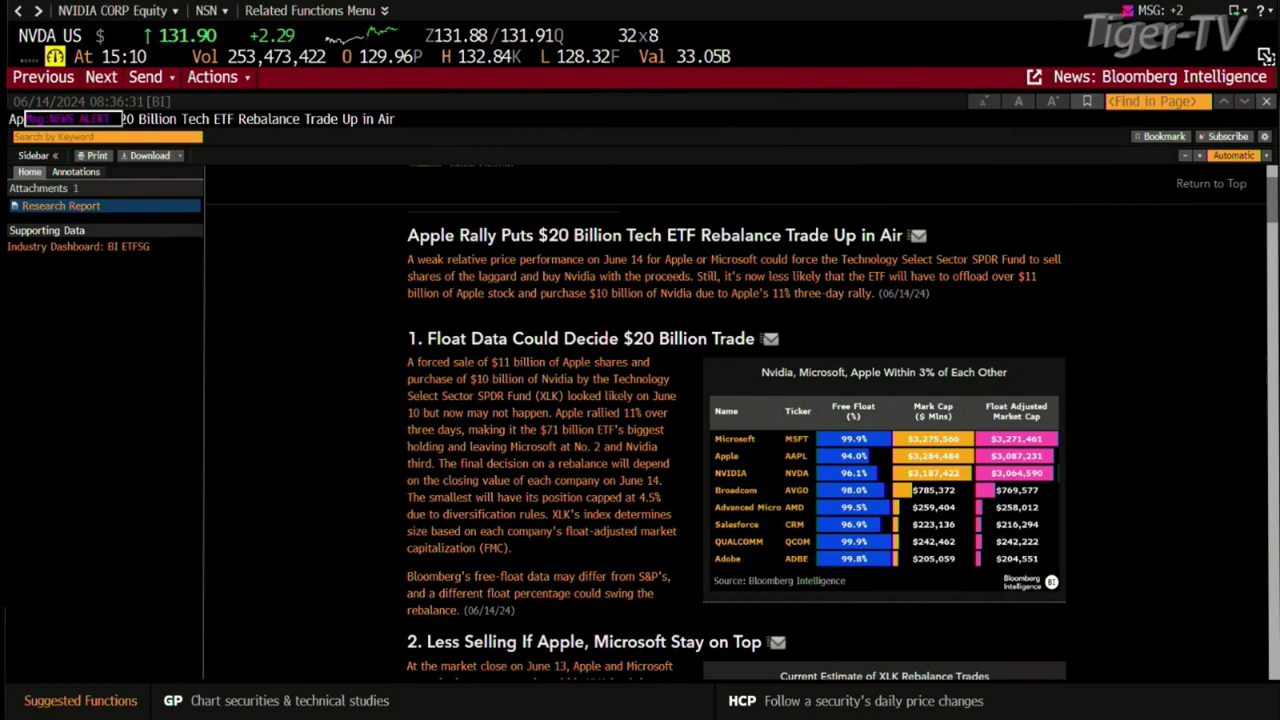 NVIDIA CORP Equity NSN Related Functions Menu MSG: +2
Tiger-TV
NVDA US $ ↑ 131.90 +2.29 Z131.88/131.91Q 32x8
At 15:10 Vol 253,473,422 O 129.96P H 132.84K L 128.32F Val 33.05B
Previous Next Send Actions News: Bloomberg Intelligence
06/14/2024 08:36:31 [BI] A A <Find in Page>
Ap Msg:NEWS ALERT 20 Billion Tech ETF Rebalance Trade Up in Air
Search by Keyword Bookmark Subscribe
Sidebar « Print Download - + Automatic
Home Annotations
Attachments 1
Research Report
Supporting Data
Industry Dashboard: BI ETFSG
Return to Top
Apple Rally Puts $20 Billion Tech ETF Rebalance Trade Up in Air
A weak relative price performance on June 14 for Apple or Microsoft could force the Technology Select Sector SPDR Fund to sell
shares of the laggard and buy Nvidia with the proceeds. Still, it's now less likely that the ETF will have to offload over $11
billion of Apple stock and purchase $10 billion of Nvidia due to Apple's 11% three-day rally. (06/14/24)
1. Float Data Could Decide $20 Billion Trade
A forced sale of $11 billion of Apple shares and
purchase of $10 billion of Nvidia by the Technology
Select Sector SPDR Fund (XLK) looked likely on June
10 but now may not happen. Apple rallied 11% over
three days, making it the $71 billion ETF's biggest
holding and leaving Microsoft at No. 2 and Nvidia
third. The final decision on a rebalance will depend
on the closing value of each company on June 14.
The smallest will have its position capped at 4.5%
due to diversification rules. XLK's index determines
size based on each company's float-adjusted market
capitalization (FMC).
Bloomberg's free-float data may differ from S&P's,
and a different float percentage could swing the
rebalance. (06/14/24)
Nvidia, Microsoft, Apple Within 3% of Each Other
Name Ticker Free Float (%) Mark Cap ($ Mlns) Float Adjusted Market Cap
Microsoft MSFT 99.9% $3,275,566 $3,271,461
Apple AAPL 94.0% $3,284,484 $3,087,231
NVIDIA NVDA 96.1% $3,187,422 $3,064,590
Broadcom AVGO 98.0% $785,372 $769,577
Advanced Micro AMD 99.5% $259,404 $258,012
Salesforce CRM 96.9% $223,136 $216,294
QUALCOMM QCOM 99.9% $242,462 $242,222
Adobe ADBE 99.8% $205,059 $204,551
Source: Bloomberg Intelligence Bloomberg Intelligence BI
2. Less Selling If Apple, Microsoft Stay on Top
At the market close on June 13, Apple and Microsoft
Current Estimate of XLK Rebalance Trades
Suggested Functions GP Chart securities & technical studies HCP Follow a security's daily price changes